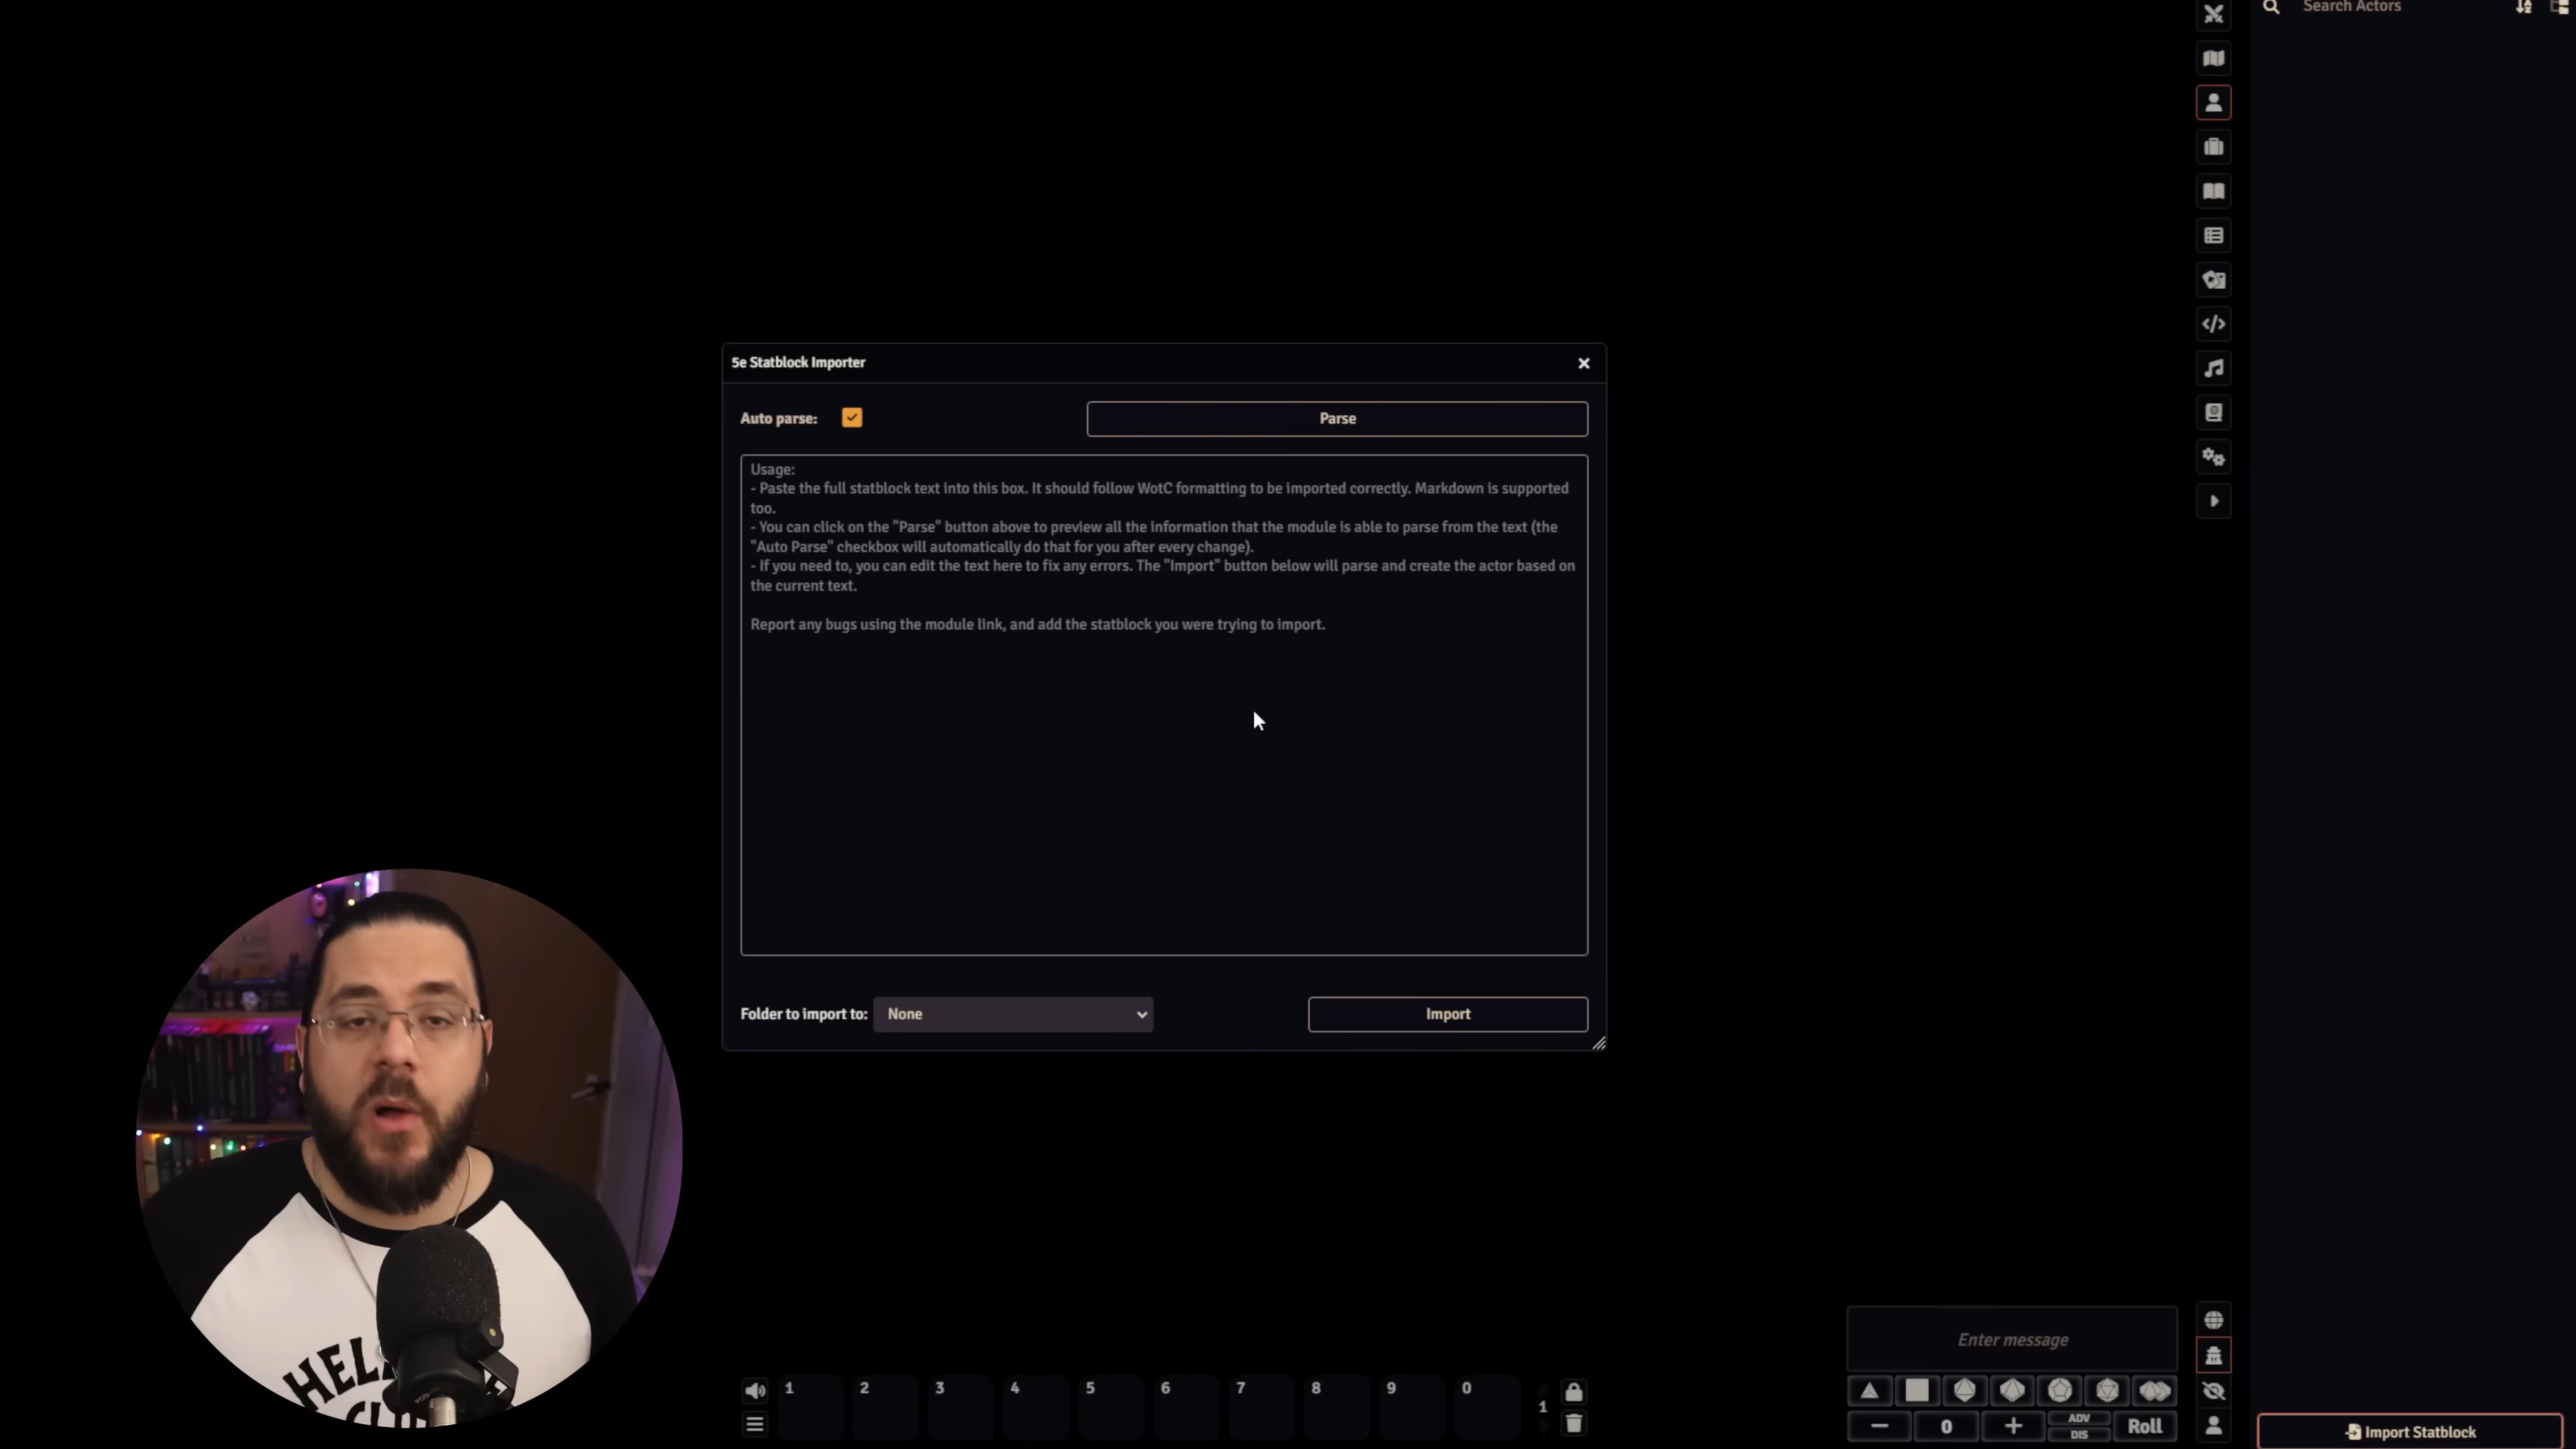 Search Actors
5e Statblock Importer
Auto parse:
Parse
Usage:
- Paste the full statblock text into this box. It should follow WotC formatting to be imported correctly. Markdown is supported
too.
- You can click on the "Parse" button above to preview all the information that the module is able to parse from the text (the
"Auto Parse" checkbox will automatically do that for you after every change).
- If you need to, you can edit the text here to fix any errors. The "Import" button below will parse and create the actor based on
the current text.
Report any bugs using the module link, and add the statblock you were trying to import.
Folder to import to:
None
Import
Enter message
1 2 3 4 5 6 7 8 9 0
1
0
ADV
DIS
Roll
Import Statblock